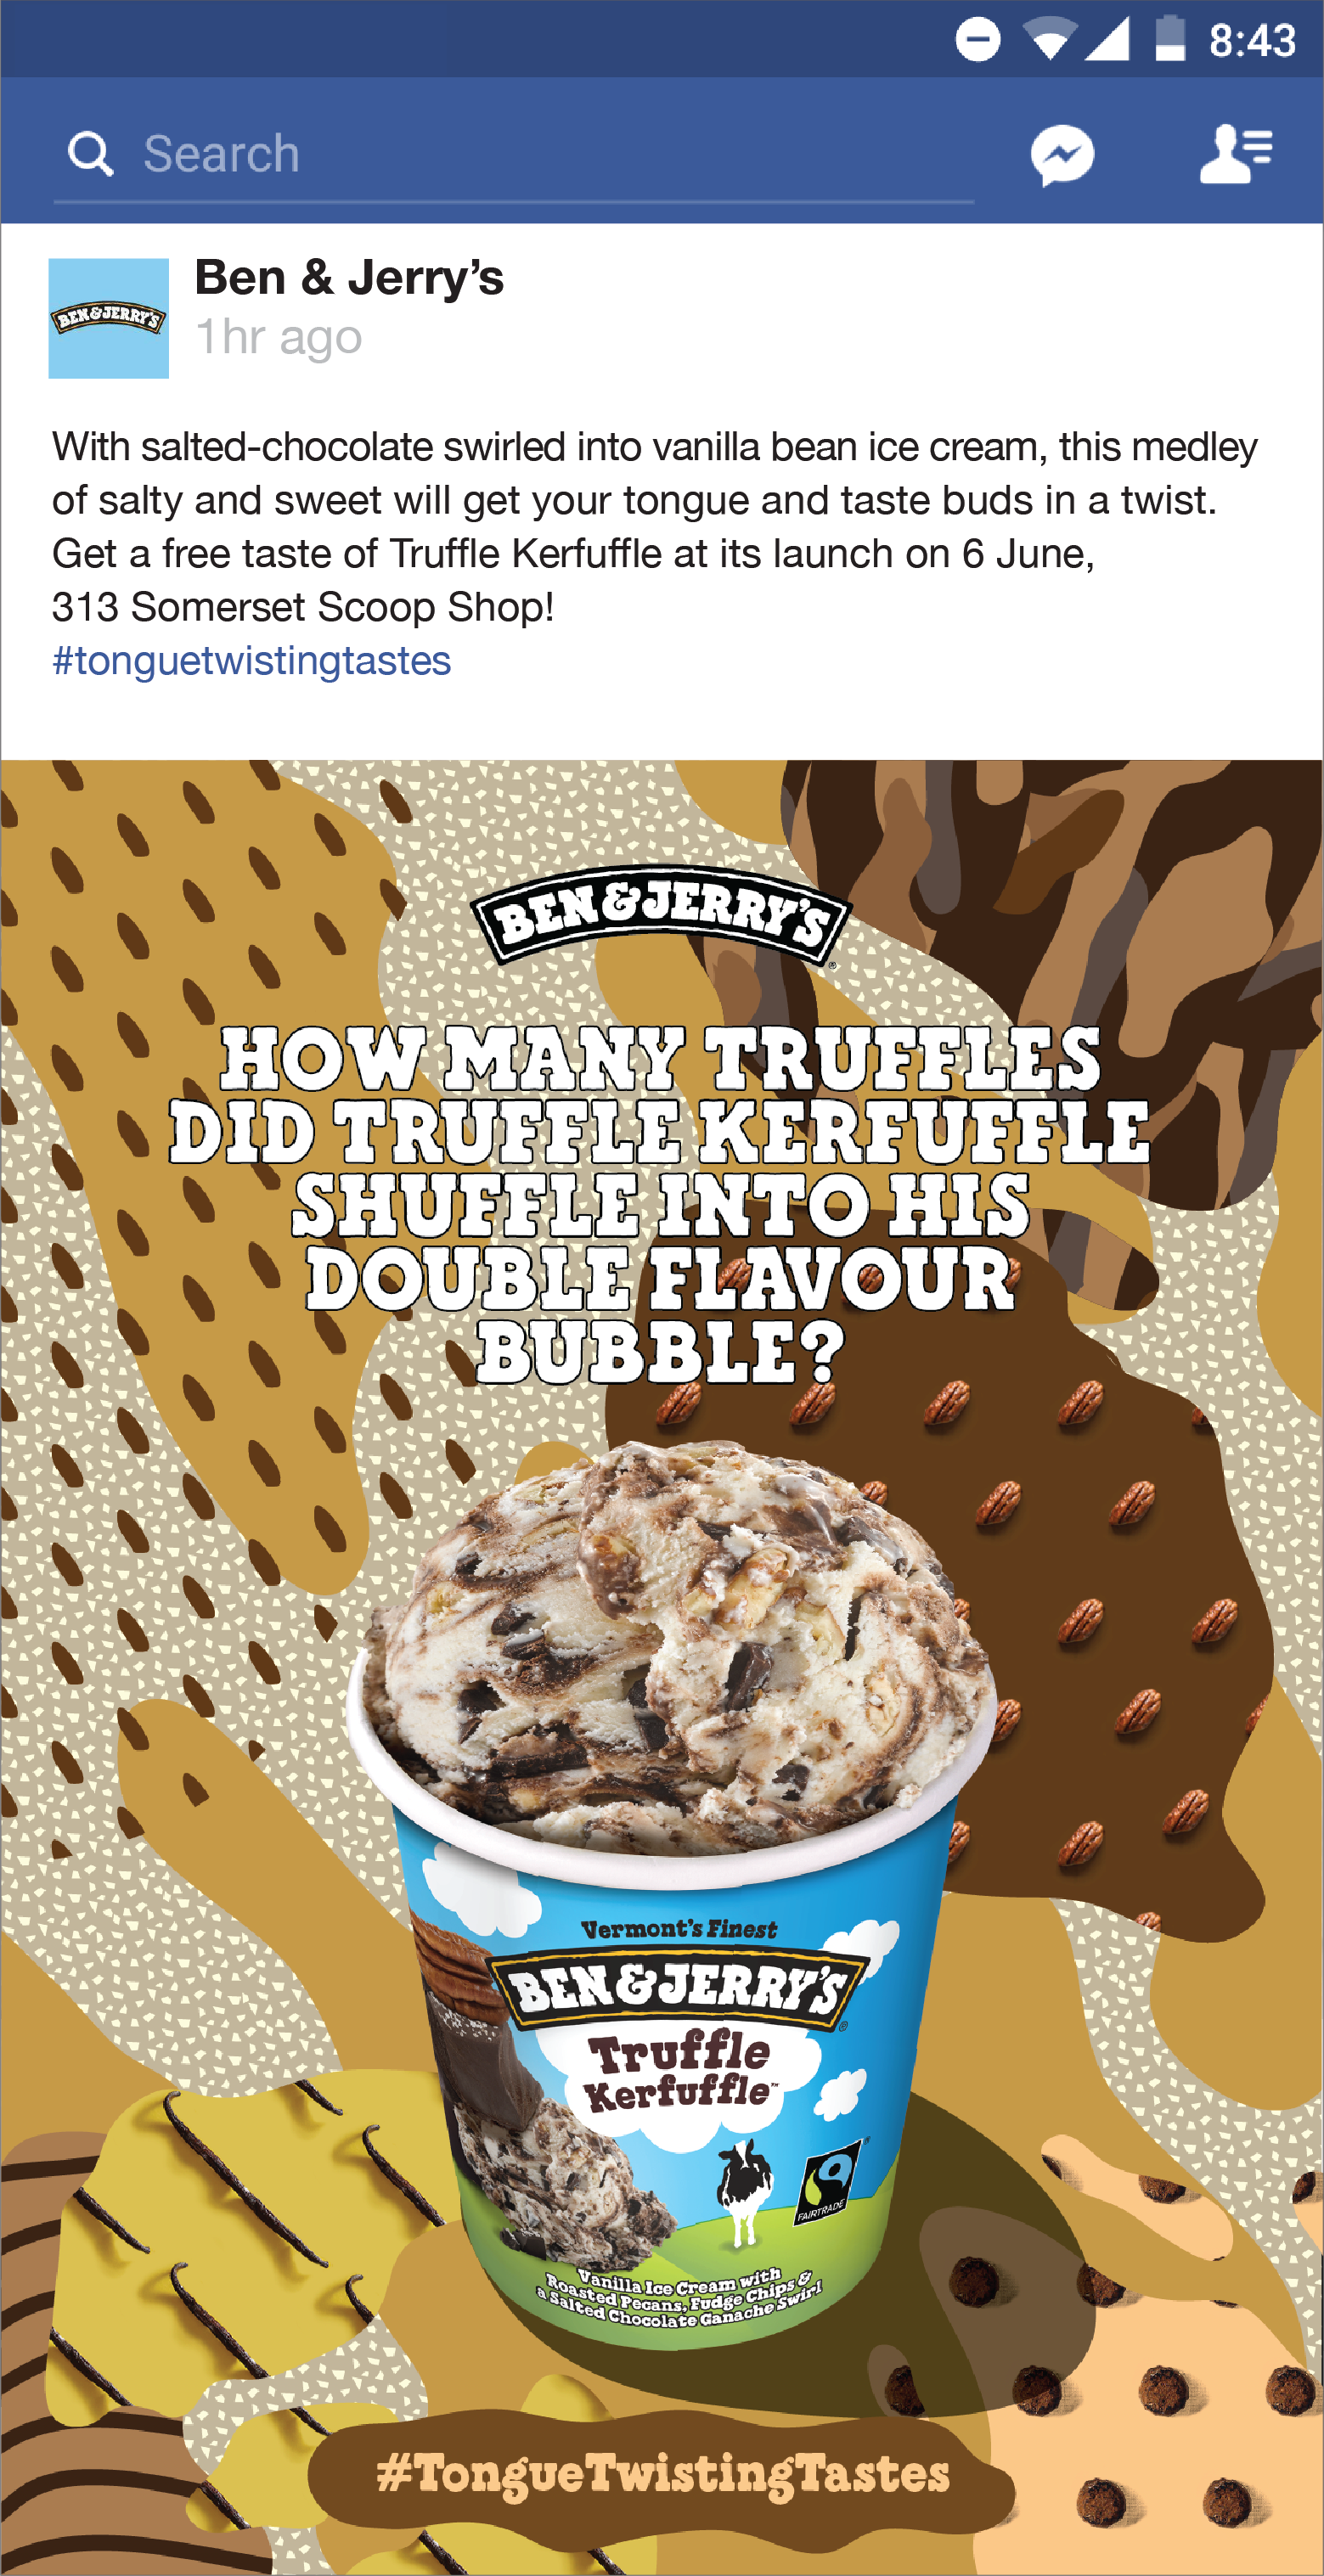 8:43
Search
BEN & JERRY'S
Ben & Jerry’s
1hr ago
With salted-chocolate swirled into vanilla bean ice cream, this medley
of salty and sweet will get your tongue and taste buds in a twist.
Get a free taste of Truffle Kerfuffle at its launch on 6 June,
313 Somerset Scoop Shop!
#tonguetwistingtastes
BEN & JERRY'S®
HOW MANY TRUFFLES
DID TRUFFLE KERFUFFLE
SHUFFLE INTO HIS
DOUBLE FLAVOUR
BUBBLE?
Vermont's Finest
BEN & JERRY'S®
Truffle
Kerfuffle™
FAIRTRADE
Vanilla Ice Cream with
Roasted Pecans, Fudge Chips &
a Salted Chocolate Ganache Swirl
#TongueTwistingTastes